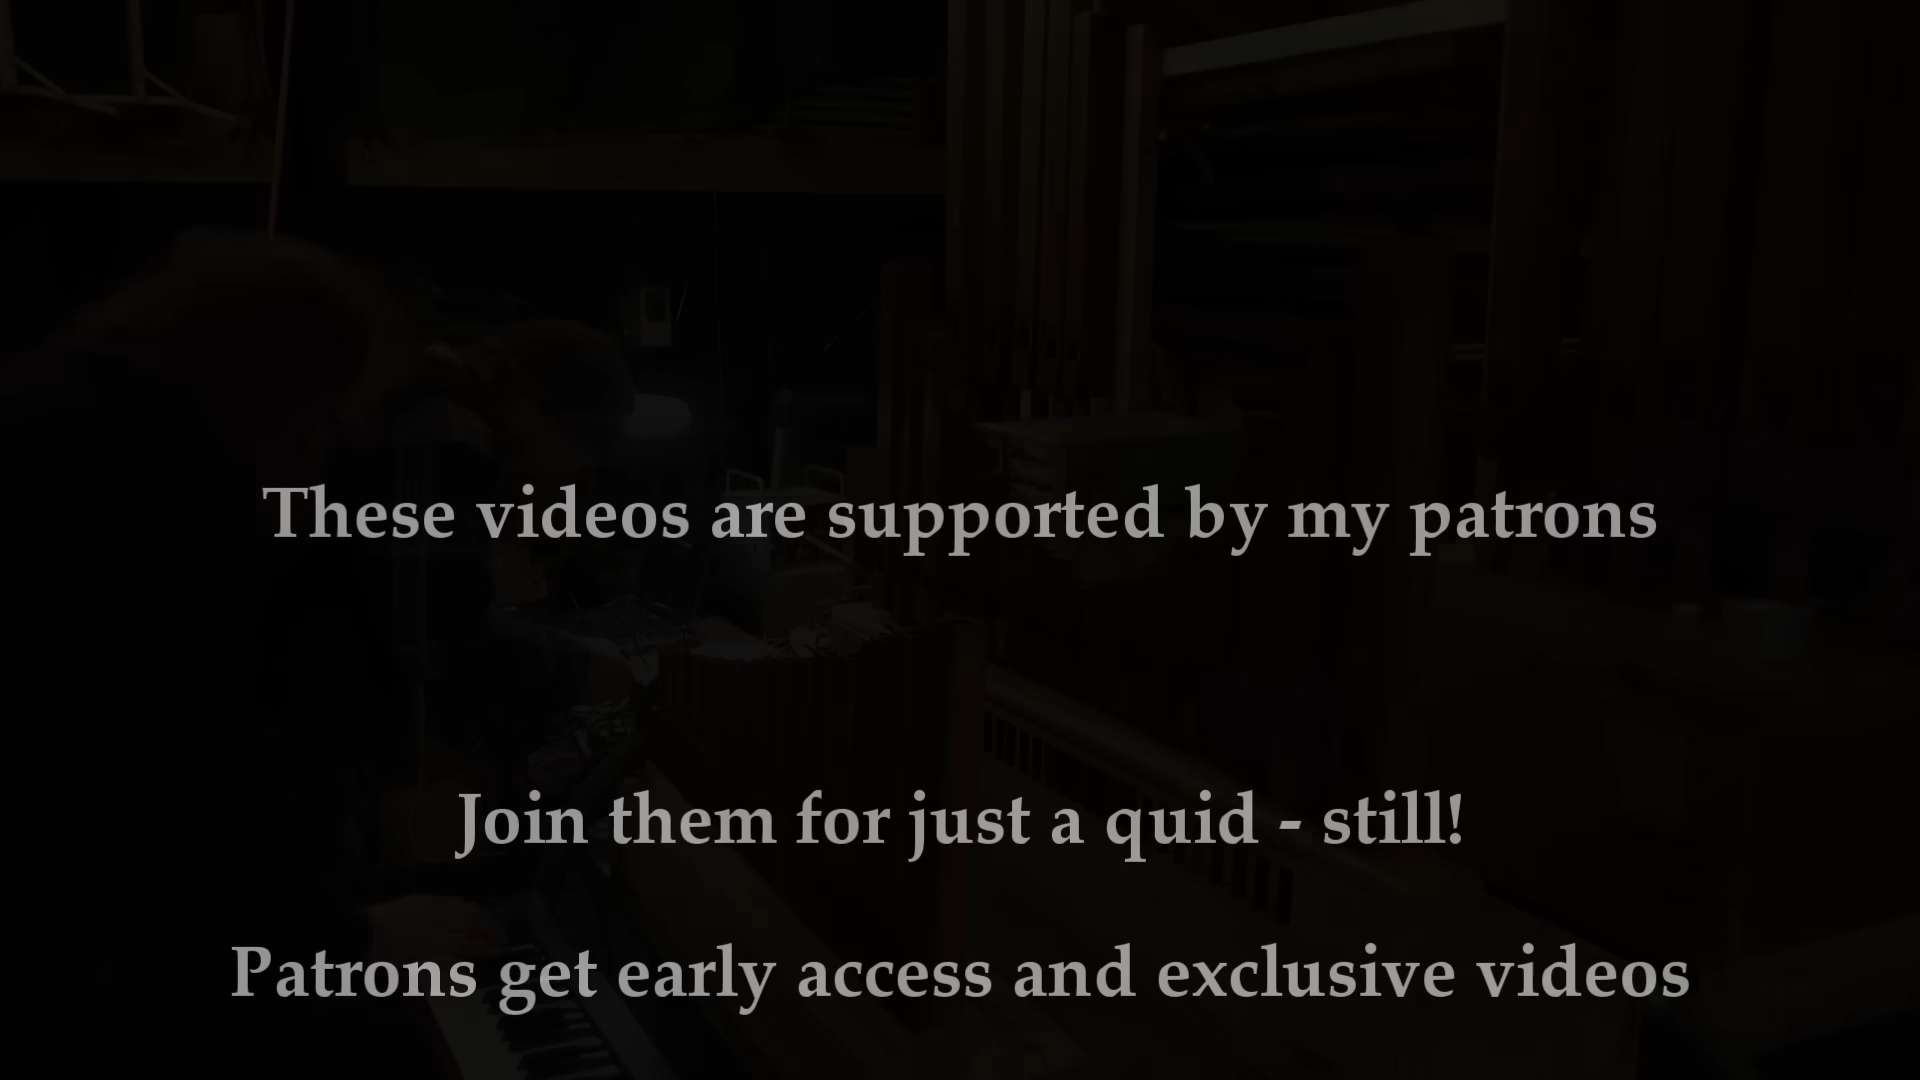 These videos are supported by my patrons
Join them for just a quid - still!
Patrons get early access and exclusive videos